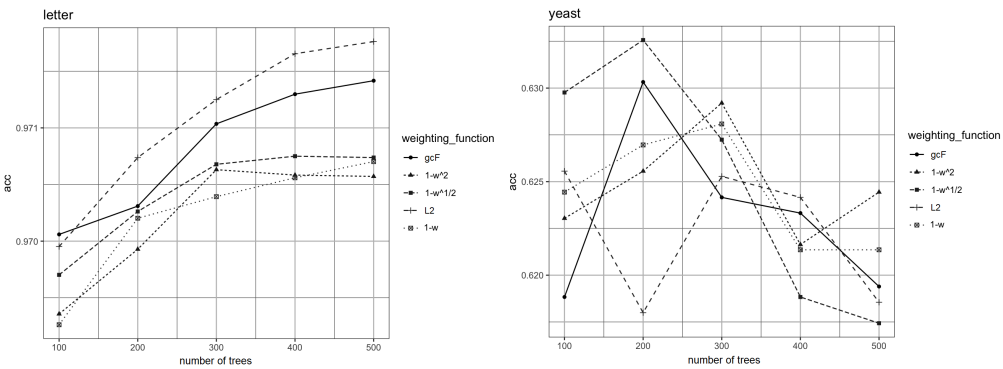 letter
acc
0.971
0.970
100 200 300 400 500
number of trees
weighting_function
gcF
1-w^2
1-w^1/2
L2
1-w
yeast
acc
0.630
0.625
0.620
100 200 300 400 500
number of trees
weighting_function
gcF
1-w^2
1-w^1/2
L2
1-w